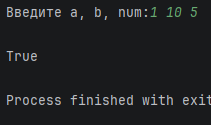 Введите a, b, num:1 10 5
True
Process finished with exit